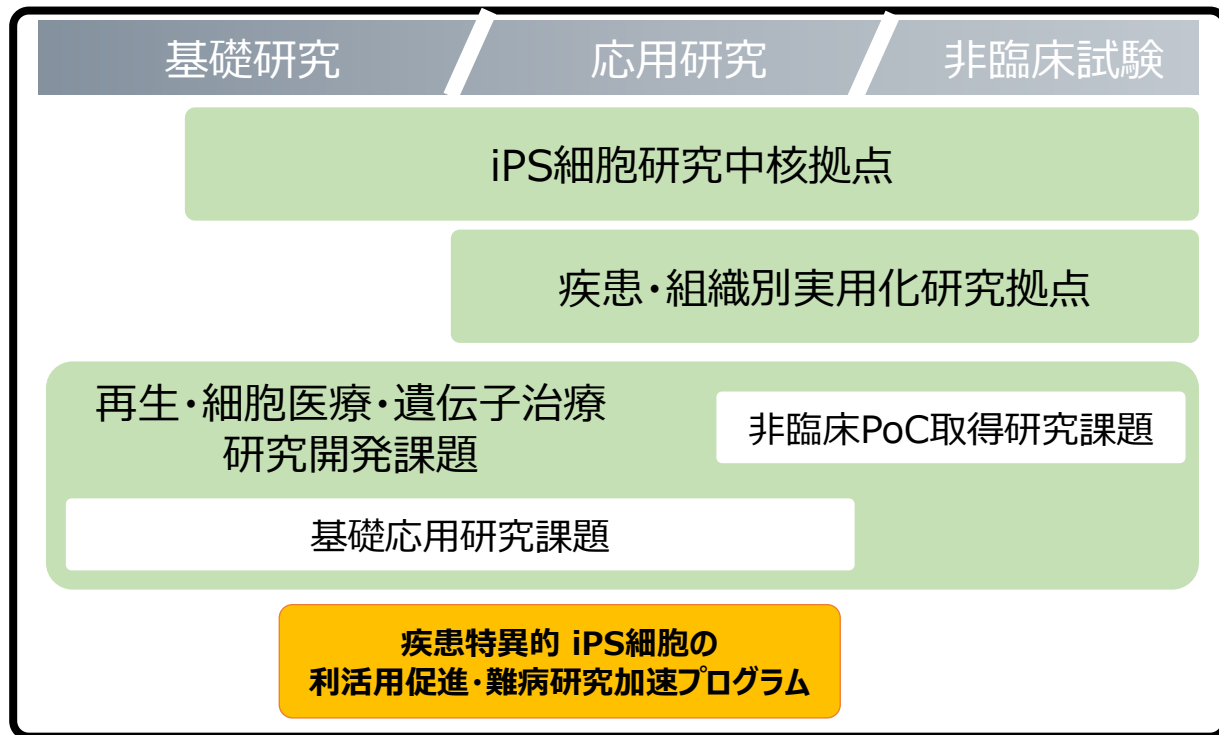 基礎研究
応用研究
非臨床試験
iPS細胞研究中核拠点
疾患・組織別実用化研究拠点
再生・細胞医療・遺伝子治療
研究開発課題
非臨床PoC取得研究課題
基礎応用研究課題
疾患特異的 iPS細胞の
利活用促進・難病研究加速プログラム